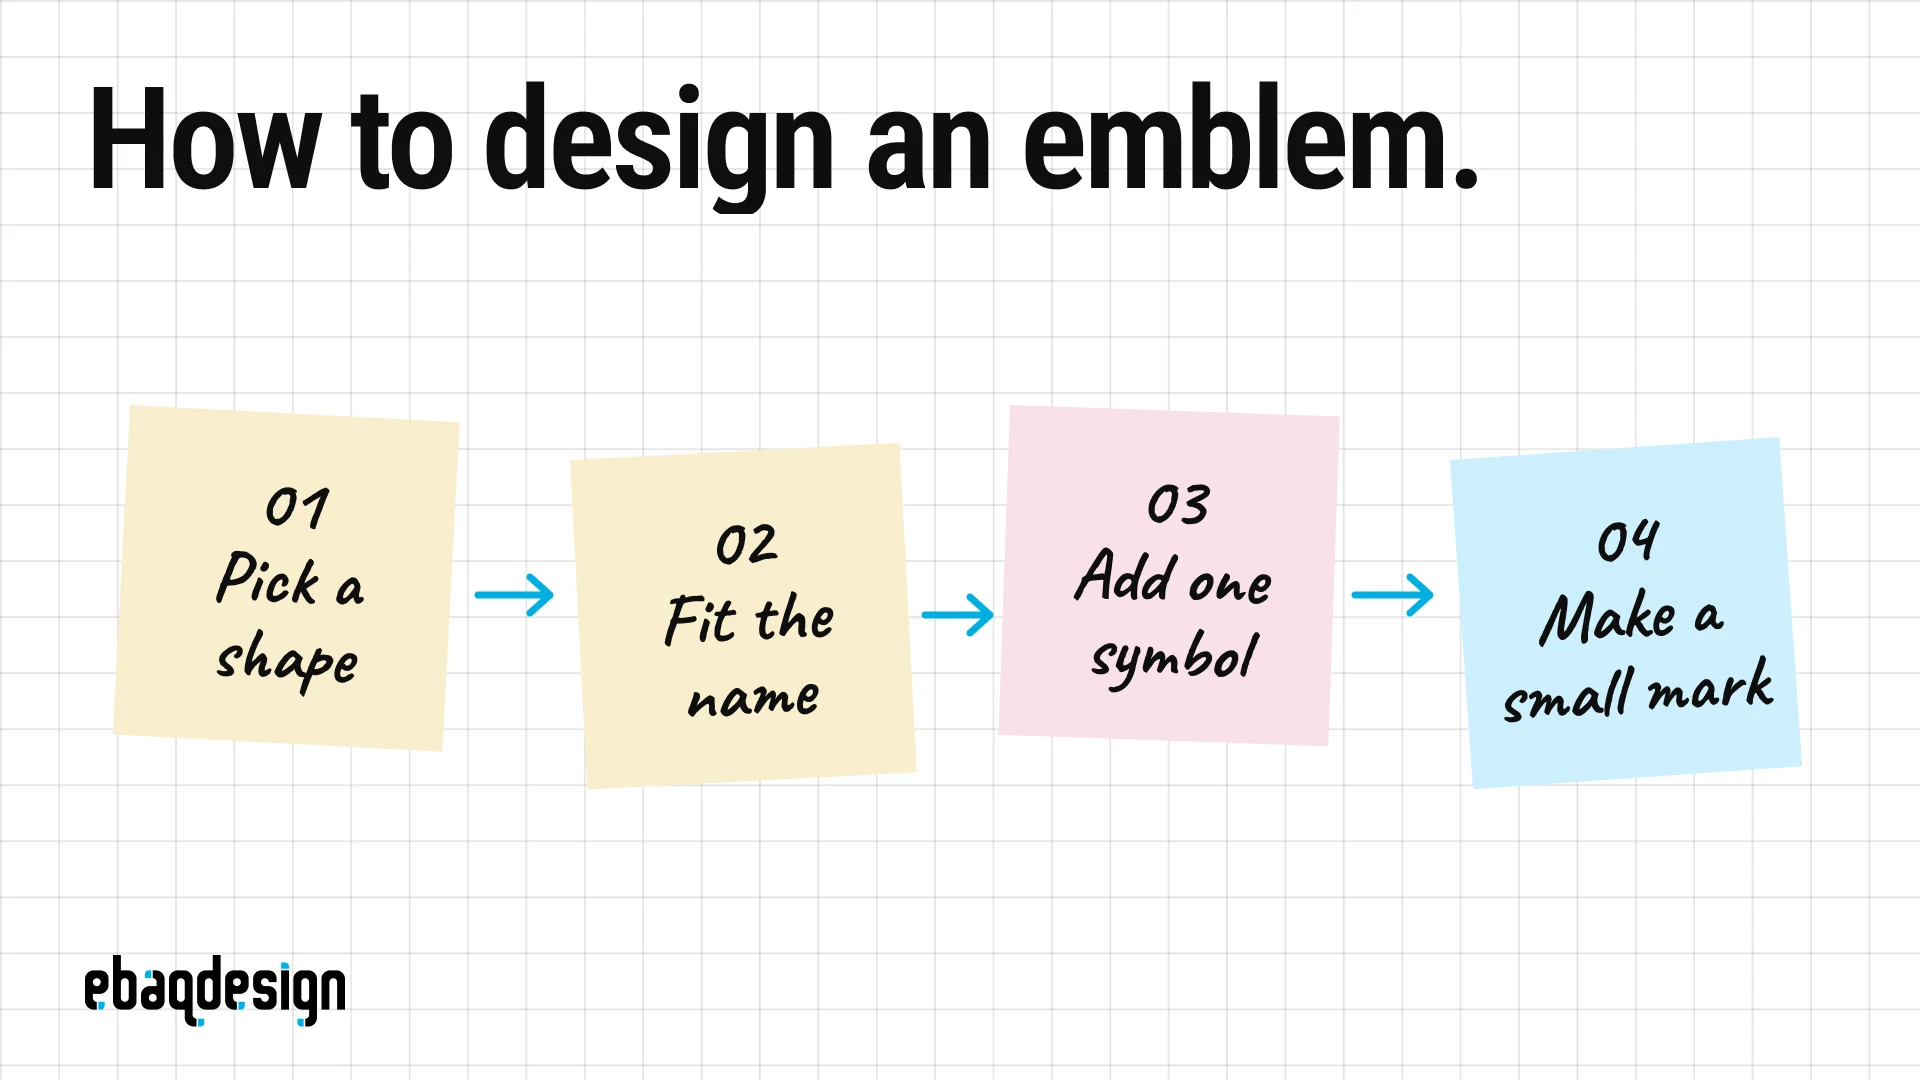 How to design an emblem.
01
Pick a
shape
02
Fit the
name
03
Add one
symbol
04
Make a
small mark
ebaqdesign